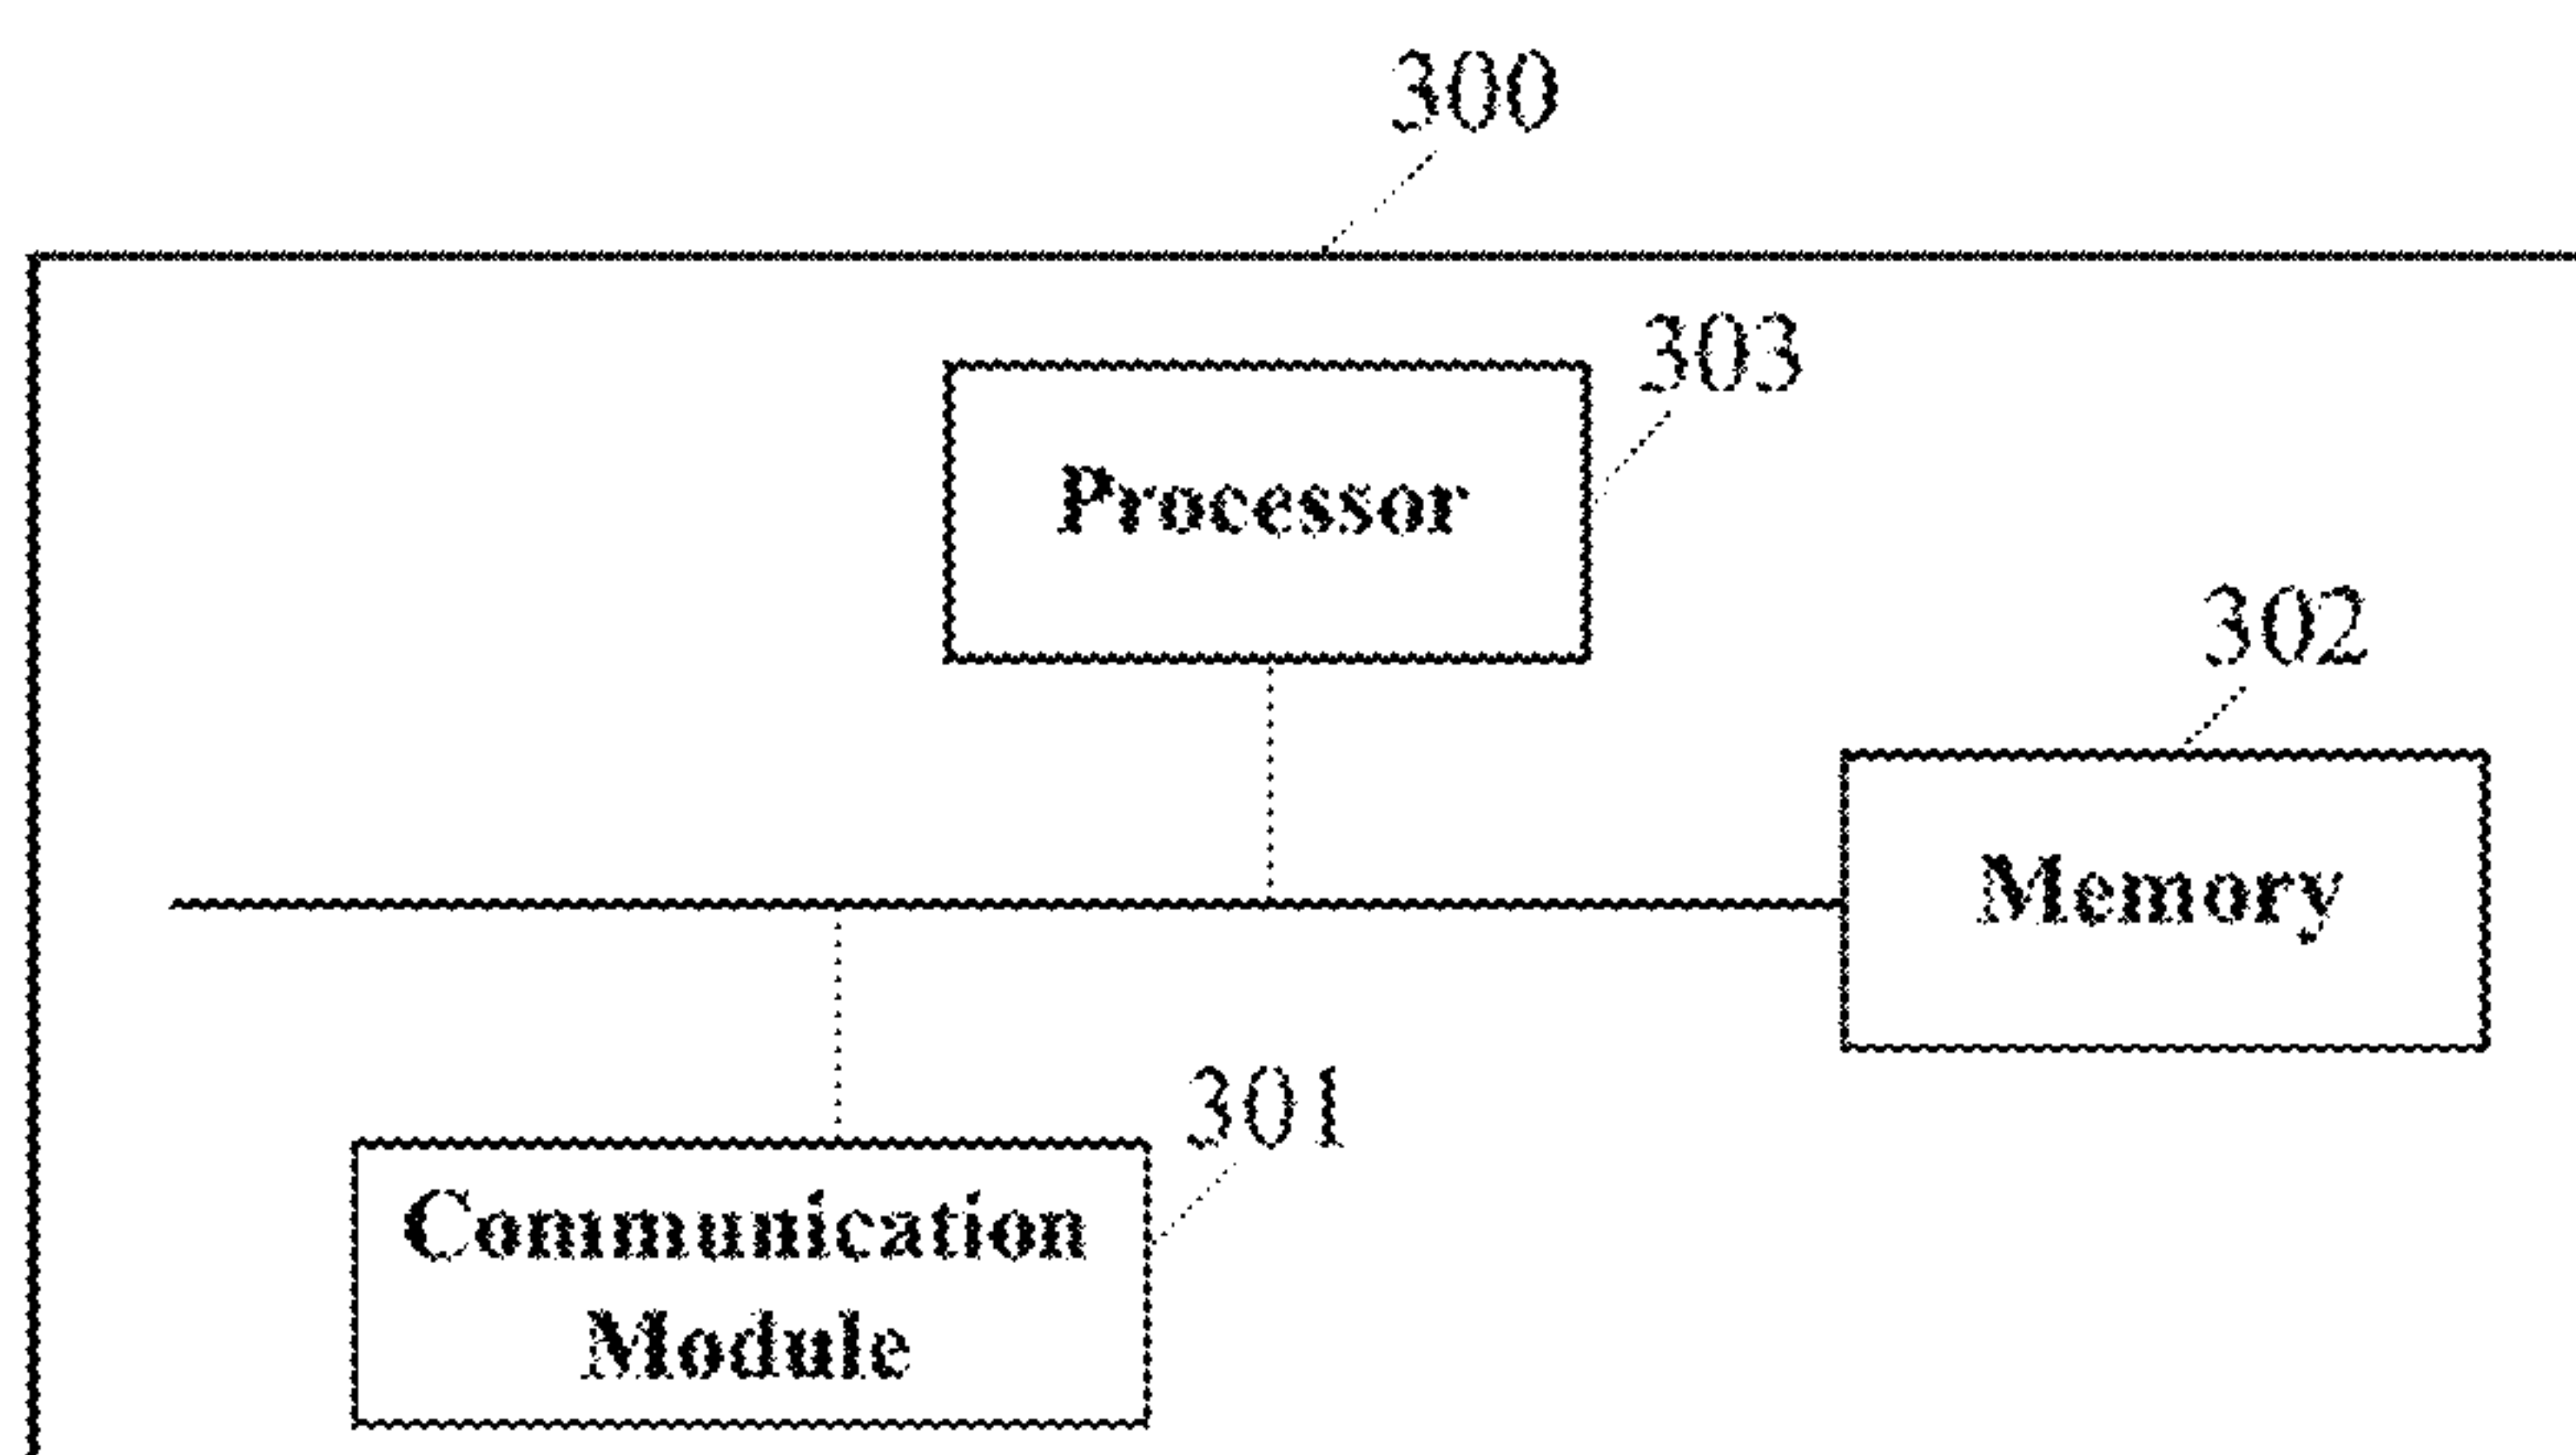 300
303
Processor
302
Memory
301
Communication
Module